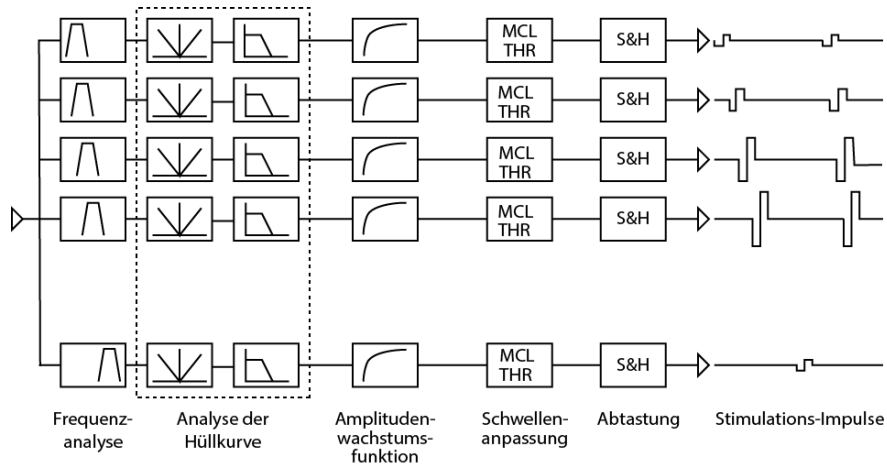 MCL
THR
S&H
MCL
THR
S&H
MCL
THR
S&H
MCL
THR
S&H
MCL
THR
S&H
Frequenz-
analyse
Analyse der
Hüllkurve
Amplituden-
wachstums-
funktion
Schwellen-
anpassung
Abtastung
Stimulations-Impulse